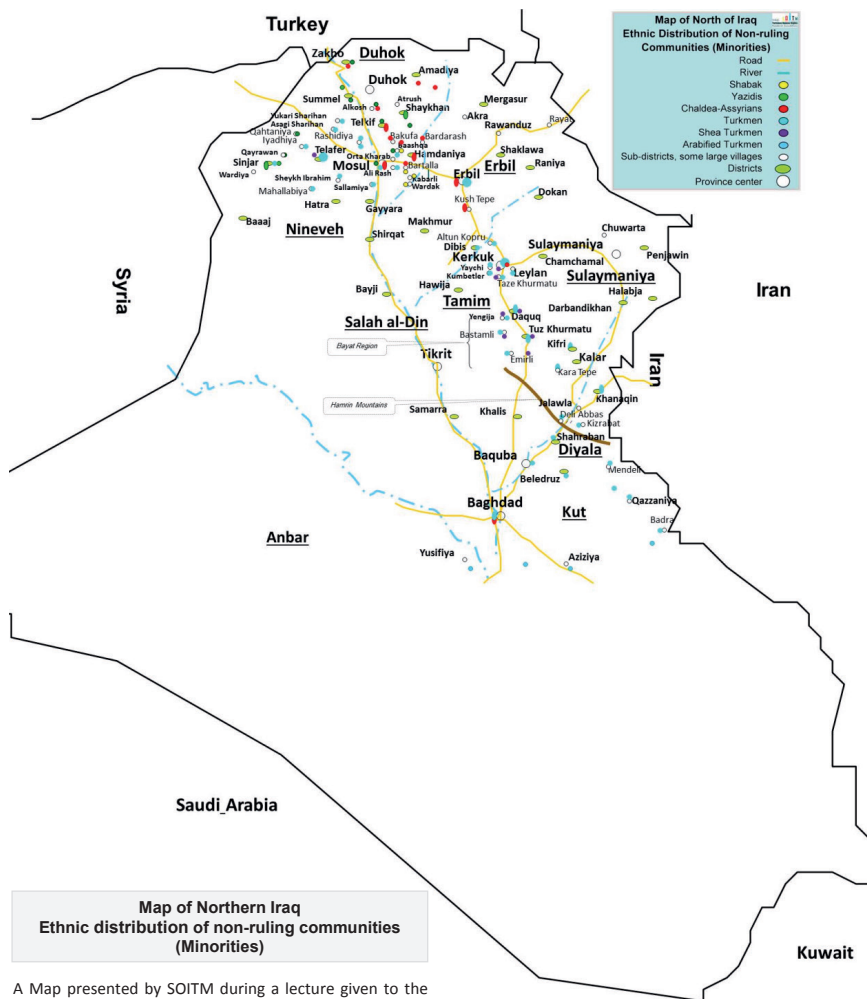 Turkey
Map of North of Iraq
Ethnic Distribution of Non-ruling
Communities (Minorities)
Road
River
Shabak
Yazidis
Chaldea-Assyrians
Turkmen
Shea Turkmen
Arabified Turkmen
Sub-districts, some large villages
Districts
Province center
Zakho
Duhok
Duhok
Amadiya
Summel
Atrush
Alkosh
Shaykhan
Mergasur
Akra
Yukari Sharihan
Asagi Sharihan
Telkif
Rawanduz
Rayat
Qahtaniya
Iyadhiya
Rashidiya
Bakufa
Bardarash
Baashqa
Qayrawan
Telafer
Orta Kharab
Hamdaniya
Shaklawa
Sinjar
Mosul
Bartalla
Erbil
Raniya
Wardiya
Sheykh Ibrahim
Ali Rash
Kabarli
Erbil
Mahallabiya
Sallamiya
Wardak
Dokan
Hatra
Gayyara
Kush Tepe
Baaaj
Nineveh
Makhmur
Chuwarta
Shirqat
Altun Kopru
Dibis
Sulaymaniya
Penjawin
Kerkuk
Chamchamal
Yaychi
Leylan
Kumbetler
Taze Khurmatu
Sulaymaniya
Syria
Bayji
Hawija
Halabja
Iran
Tamim
Darbandikhan
Yengija
Daquq
Salah al-Din
Tuz Khurmatu
Bastamli
Kifri
Bayat Region
Tikrit
Emirli
Kalar
Iran
Kara Tepe
Hamrin Mountains
Khanaqin
Jalawla
Samarra
Khalis
Deli Abbas
Kizrabat
Shahraban
Baquba
Diyala
Mendeli
Beledruz
Qazzaniya
Baghdad
Kut
Badra
Anbar
Yusifiya
Aziziya
Saudi_Arabia
Kuwait
Map of Northern Iraq
Ethnic distribution of non-ruling communities
(Minorities)
A Map presented by SOITM during a lecture given to the